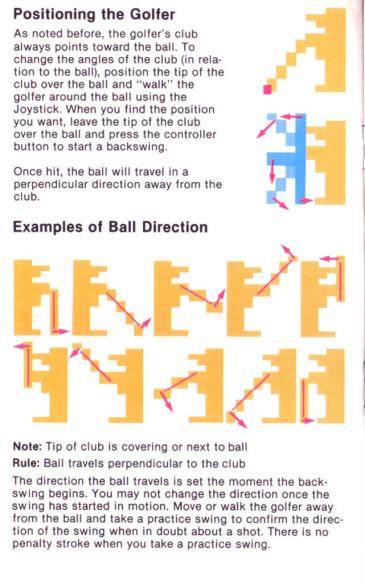 Positioning the Golfer
As noted before, the golfer's club
always points toward the ball. To
change the angles of the club (in rela-
tion to the ball), position the tip of the
club over the ball and "walk" the
golfer around the ball using the
Joystick. When you find the position
you want, leave the tip of the club
over the ball and press the controller
button to start a backswing.
Once hit, the ball will travel in a
perpendicular direction away from the
club.
Examples of Ball Direction
Note: Tip of club is covering or next to ball
Rule: Ball travels perpendicular to the club
The direction the ball travels is set the moment the back-
swing begins. You may not change the direction once the
swing has started in motion. Move or walk the golfer away
from the ball and take a practice swing to confirm the direc-
tion of the swing when in doubt about a shot. There is no
penalty stroke when you take a practice swing.